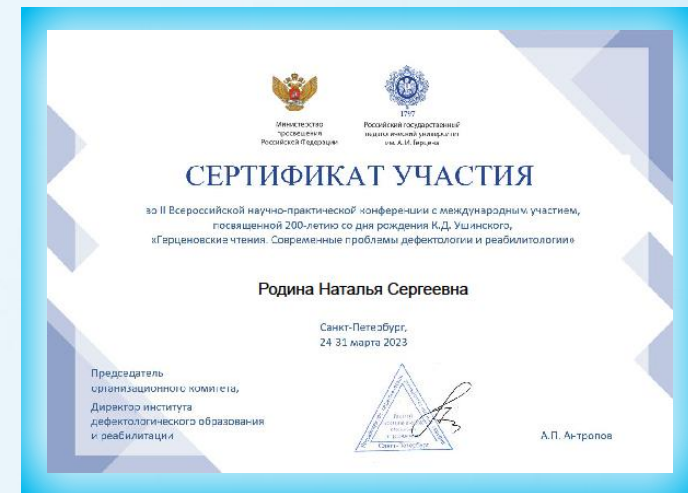 Министерство
просвещения
Российской Федерации
1797
Российский государственный
педагогический университет
им. А. И. Герцена
СЕРТИФИКАТ УЧАСТИЯ
во II Всероссийской научно-практической конференции с международным участием,
посвященной 200-летию со дня рождения К.Д. Ушинского,
«Герценовские чтения. Современные проблемы дефектологии и реабилитологии»
Родина Наталья Сергеевна
Санкт-Петербург,
24-31 марта 2023
Председатель
организационного комитета,
Директор института
дефектологического образования
и реабилитации
Санкт-Петербург
А.П. Антропов